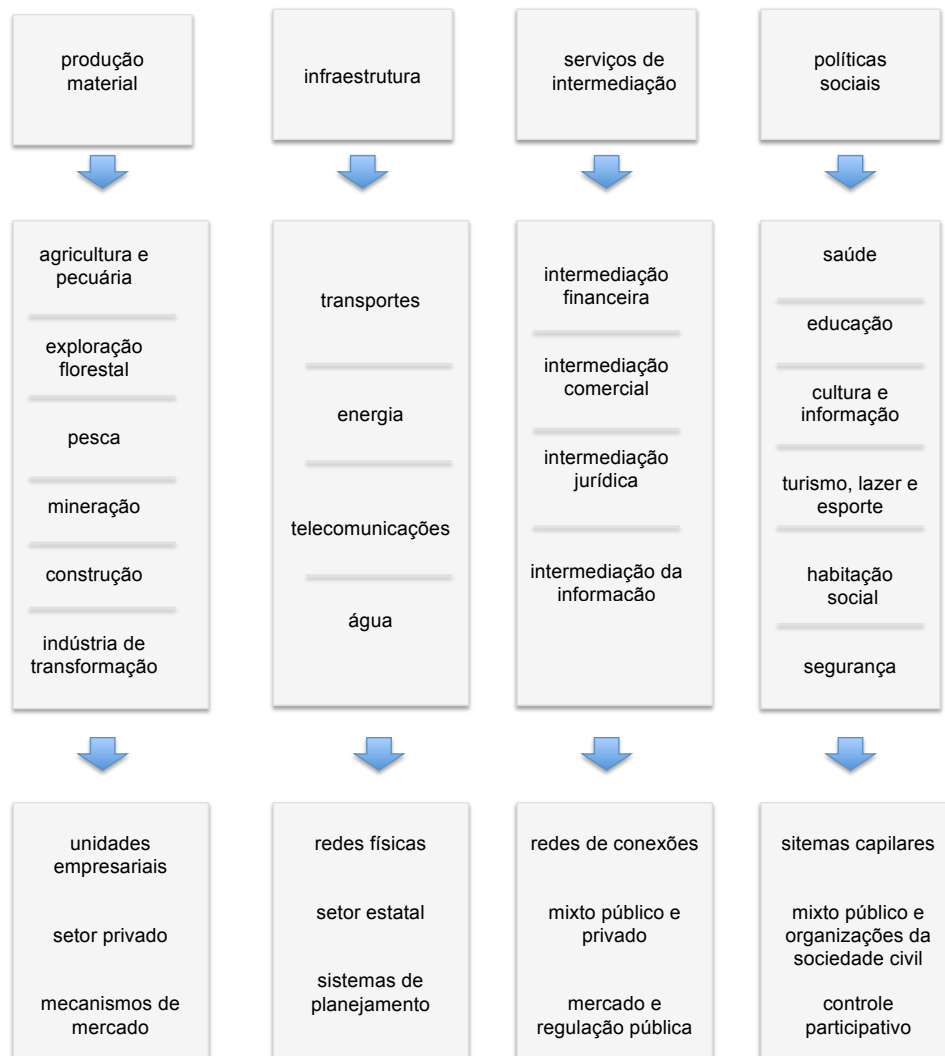 produção
material
infraestrutura
serviços de
intermediação
políticas
sociais
agricultura e
pecuária
exploração
florestal
pesca
mineração
construção
indústria de
transformação
transportes
energia
telecomunicações
água
intermediação
financeira
intermediação
comercial
intermediação
jurídica
intermediação da
informacão
saúde
educação
cultura e
informação
turismo, lazer e
esporte
habitação
social
segurança
unidades
empresariais
setor privado
mecanismos de
mercado
redes físicas
setor estatal
sistemas de
planejamento
redes de conexões
mixto público e
privado
mercado e
regulação pública
sitemas capilares
mixto público e
organizações da
sociedade civil
controle
participativo